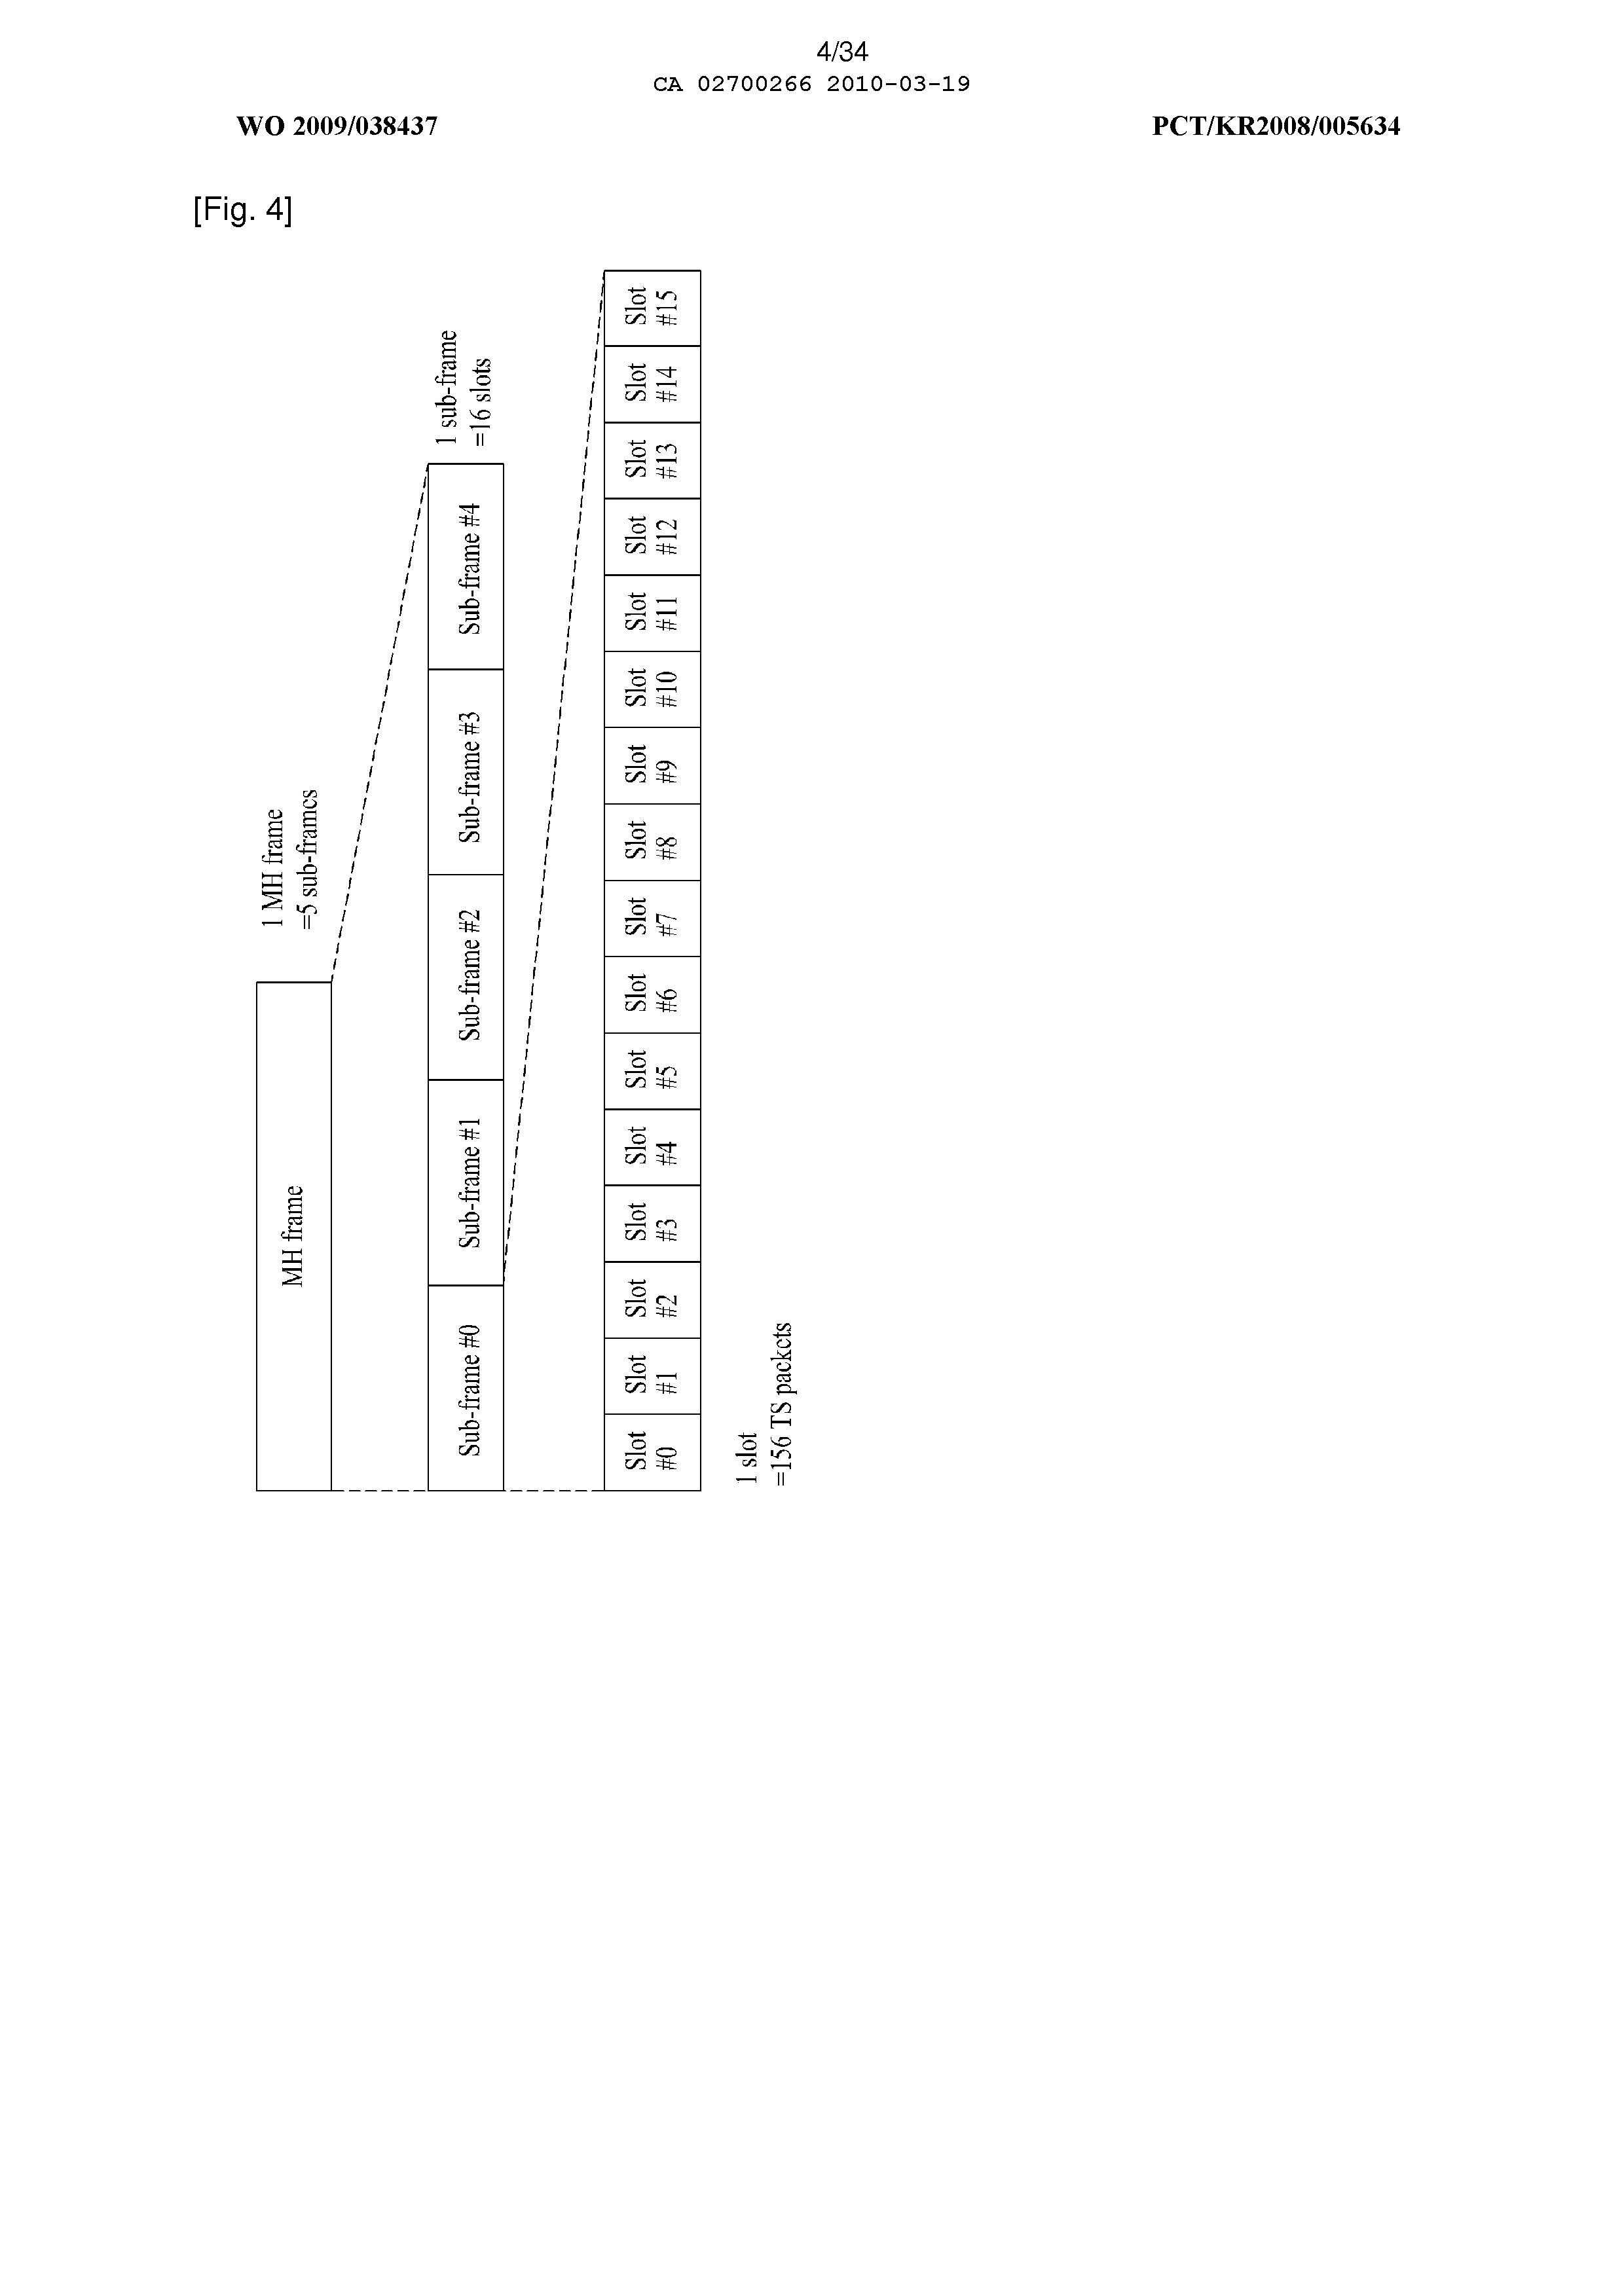 4/34
CA 02700266 2010-03-19
WO 2009/038437
PCT/KR2008/005634
[Fig. 4]
1 MH frame
=5 sub-frames
MH frame
1 sub-frame
=16 slots
Sub-frame #0
Sub-frame #1
Sub-frame #2
Sub-frame #3
Sub-frame #4
Slot
#0
Slot
#1
Slot
#2
Slot
#3
Slot
#4
Slot
#5
Slot
#6
Slot
#7
Slot
#8
Slot
#9
Slot
#10
Slot
#11
Slot
#12
Slot
#13
Slot
#14
Slot
#15
1 slot
=156 TS packets